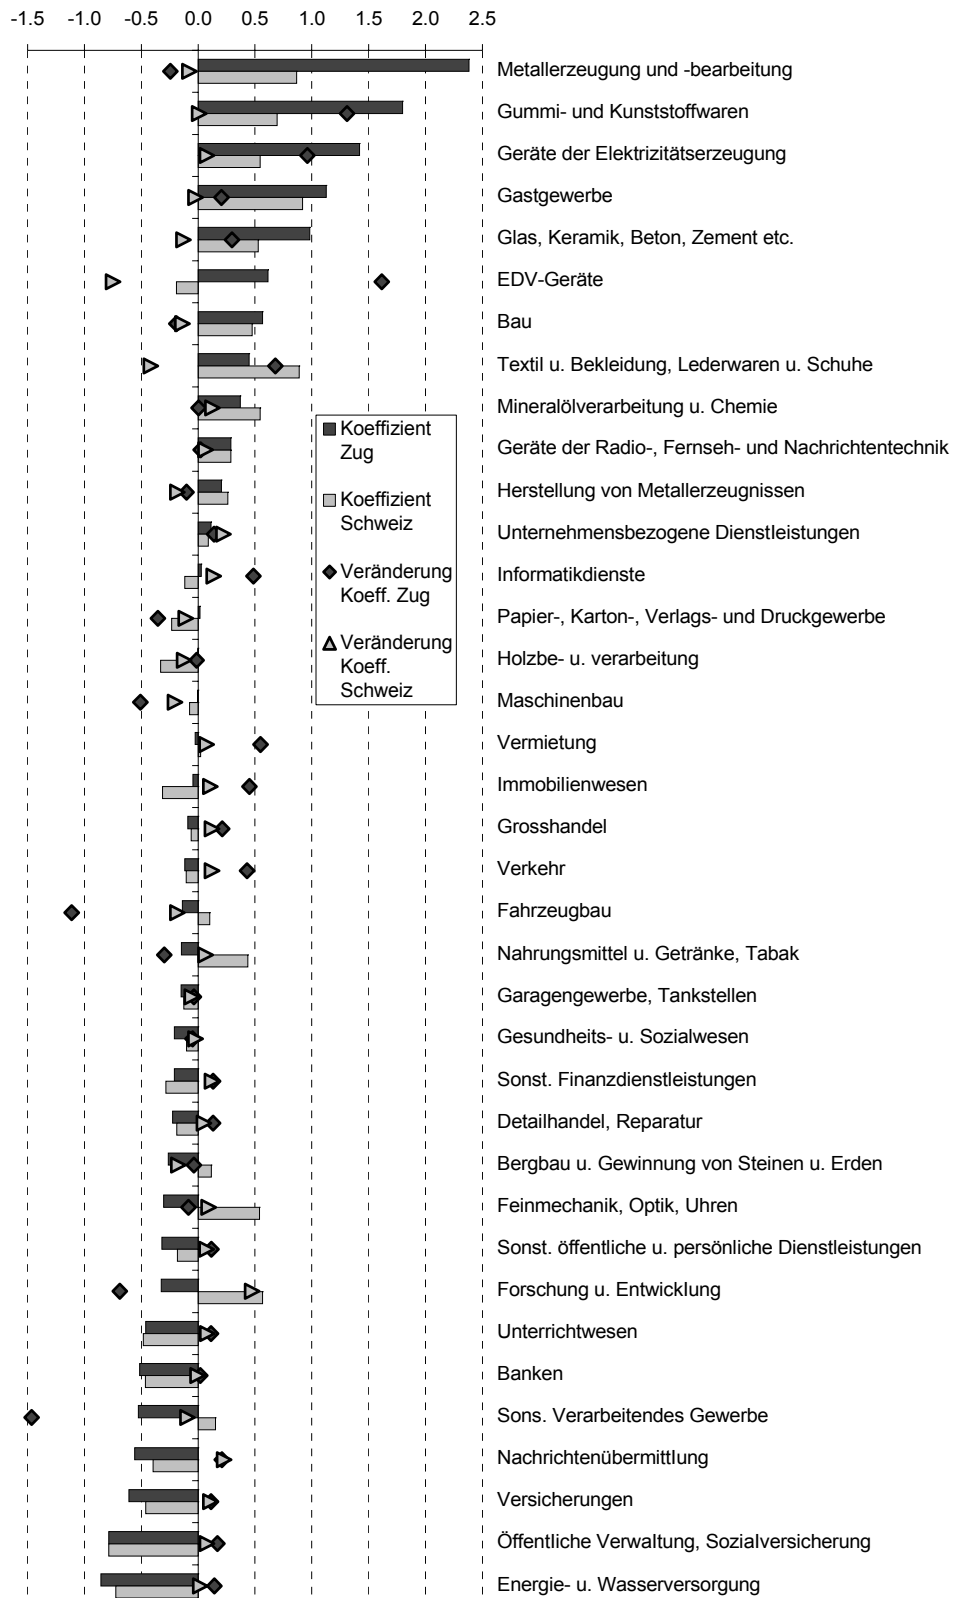 -1.5 -1.0 -0.5 0.0 0.5 1.0 1.5 2.0 2.5
Metallerzeugung und -bearbeitung
Gummi- und Kunststoffwaren
Geräte der Elektrizitätserzeugung
Gastgewerbe
Glas, Keramik, Beton, Zement etc.
EDV-Geräte
Bau
Textil u. Bekleidung, Lederwaren u. Schuhe
Mineralölverarbeitung u. Chemie
Geräte der Radio-, Fernseh- und Nachrichtentechnik
Herstellung von Metallerzeugnissen
Unternehmensbezogene Dienstleistungen
Informatikdienste
Papier-, Karton-, Verlags- und Druckgewerbe
Holzbe- u. verarbeitung
Maschinenbau
Vermietung
Immobilienwesen
Grosshandel
Verkehr
Fahrzeugbau
Nahrungsmittel u. Getränke, Tabak
Garagengewerbe, Tankstellen
Gesundheits- u. Sozialwesen
Sonst. Finanzdienstleistungen
Detailhandel, Reparatur
Bergbau u. Gewinnung von Steinen u. Erden
Feinmechanik, Optik, Uhren
Sonst. öffentliche u. persönliche Dienstleistungen
Forschung u. Entwicklung
Unterrichtwesen
Banken
Sons. Verarbeitendes Gewerbe
Nachrichtenübermittlung
Versicherungen
Öffentliche Verwaltung, Sozialversicherung
Energie- u. Wasserversorgung
Koeffizient
Zug
Koeffizient
Schweiz
Veränderung
Koeff. Zug
Veränderung
Koeff.
Schweiz